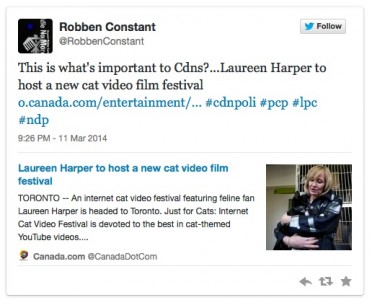 Robben Constant
@RobbenConstant
Follow
This is what's important to Cdns?...Laureen Harper to
host a new cat video film festival
o.canada.com/entertainment/... #cdnpoli #pcp #lpc
#ndp
9:26 PM - 11 Mar 2014
Laureen Harper to host a new cat video film
festival
TORONTO -- An internet cat video festival featuring feline fan
Laureen Harper is headed to Toronto. Just for Cats: Internet
Cat Video Festival is devoted to the best in cat-themed
YouTube videos....
Canada.com @CanadaDotCom